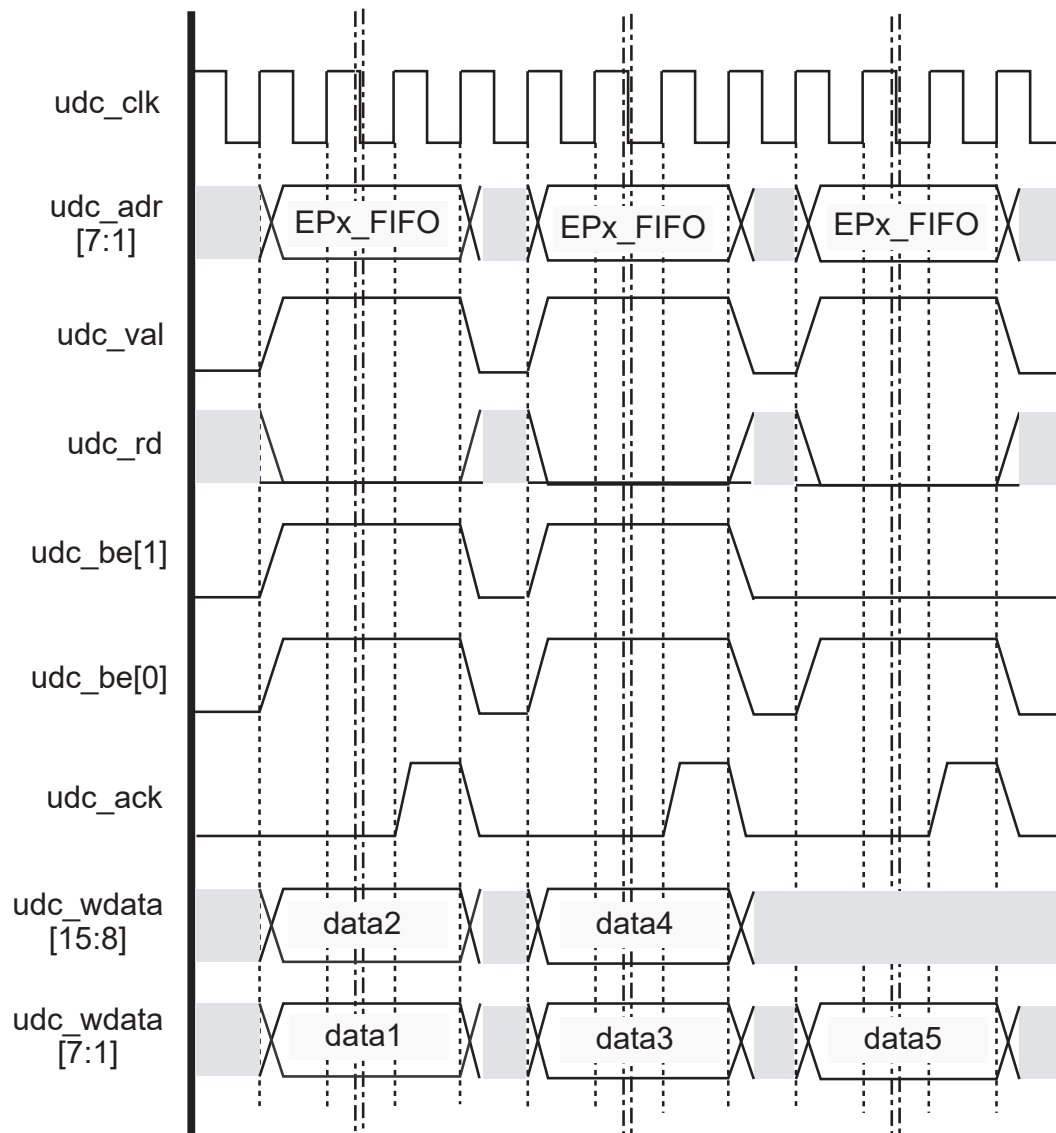 udc_clk
udc_adr
[7:1]
EPx_FIFO
EPx_FIFO
EPx_FIFO
udc_val
udc_rd
udc_be[1]
udc_be[0]
udc_ack
udc_wdata
[15:8]
data2
data4
udc_wdata
[7:1]
data1
data3
data5